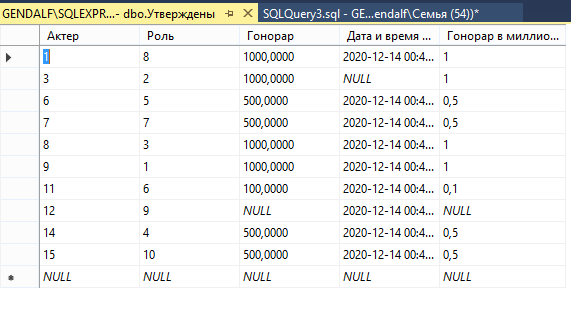 GENDALF\SQLEXPR...- dbo.Утверждены SQLQuery3.sql - GE...endalf\Семья (54))*
Актер Роль Гонорар Дата и время ... Гонорар в миллио...
1 8 1000,0000 2020-12-14 00:4... 1
3 2 1000,0000 NULL 1
6 5 500,0000 2020-12-14 00:4... 0,5
7 7 500,0000 2020-12-14 00:4... 0,5
8 3 1000,0000 2020-12-14 00:4... 1
9 1 1000,0000 2020-12-14 00:4... 1
11 6 100,0000 2020-12-14 00:4... 0,1
12 9 NULL 2020-12-14 00:4... NULL
14 4 500,0000 2020-12-14 00:4... 0,5
15 10 500,0000 2020-12-14 00:4... 0,5
NULL NULL NULL NULL NULL